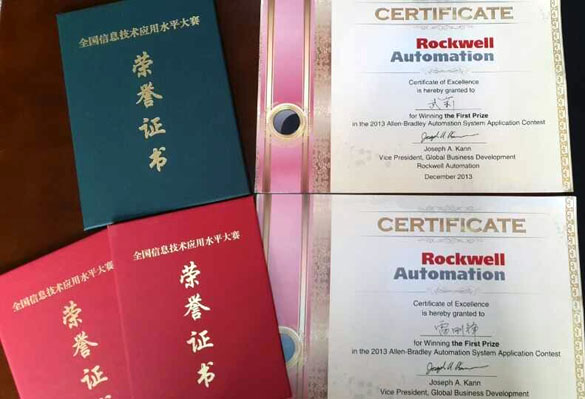 全国信息技术应用水平大赛
荣誉证书
全国信息技术应用水平大赛
荣誉证书
全国信息技术应用水平大赛
荣誉证书
CERTIFICATE
Rockwell
Automation
Certificate of Excellence
is hereby granted to
for Winning the First Prize
in the 2013 Allen-Bradley Automation System Application Contest
Joseph A. Kann
Joseph A. Kann
Vice President, Global Business Development
Rockwell Automation
December 2013
CERTIFICATE
Rockwell
Automation
Certificate of Excellence
is hereby granted to
for Winning the First Prize
in the 2013 Allen-Bradley Automation System Application Contest
Joseph A. Kann
Joseph A. Kann
Vice President, Global Business Development